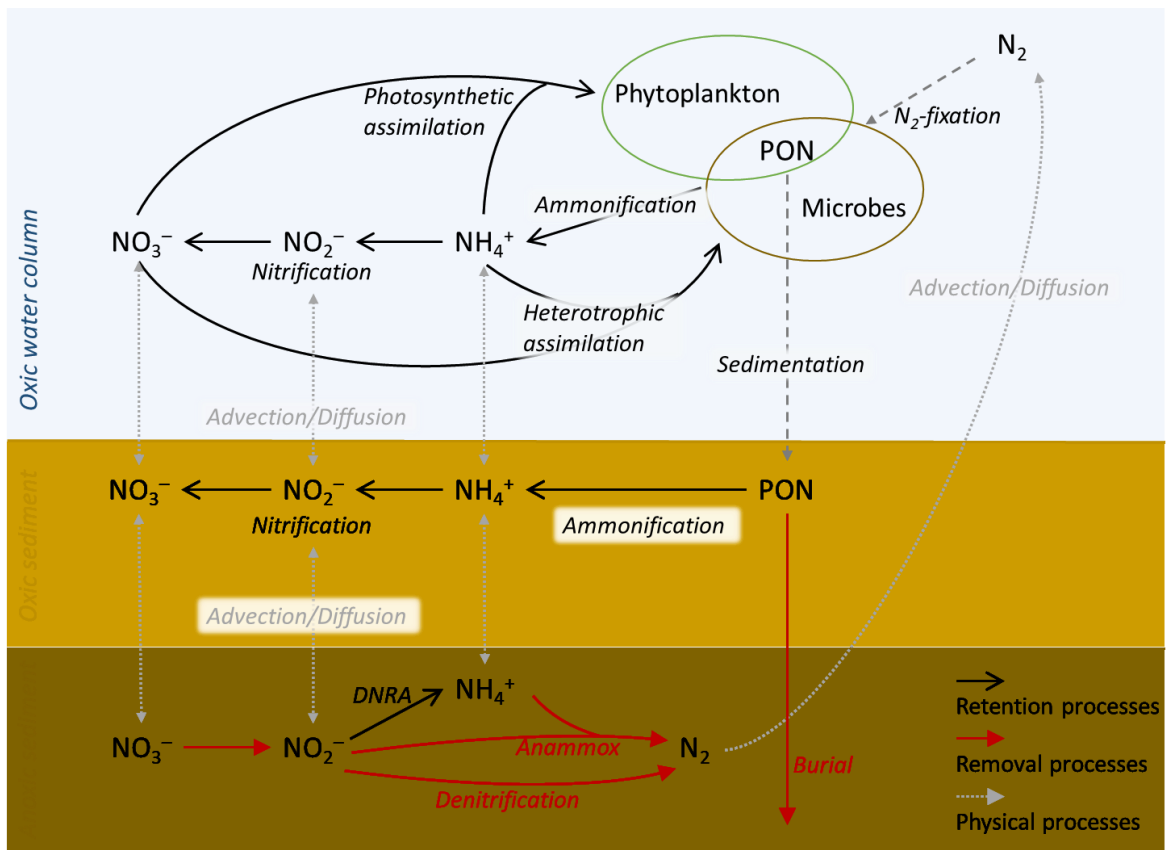 N₂
Photosynthetic
assimilation
Phytoplankton
N₂-fixation
PON
Ammonification
Microbes
NO₃⁻
NO₂⁻
NH₄⁺
Nitrification
Advection/Diffusion
Heterotrophic
assimilation
Sedimentation
Oxic water column
Advection/Diffusion
NO₃⁻
NO₂⁻
NH₄⁺
PON
Nitrification
Ammonification
Oxic sediment
Advection/Diffusion
DNRA
NH₄⁺
NO₃⁻
NO₂⁻
N₂
Anammox
Burial
Denitrification
Retention processes
Removal processes
Physical processes